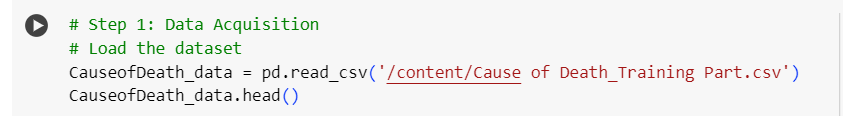 # Step 1: Data Acquisition
# Load the dataset
CauseofDeath_data = pd.read_csv('/content/Cause of Death_Training Part.csv')
CauseofDeath_data.head()